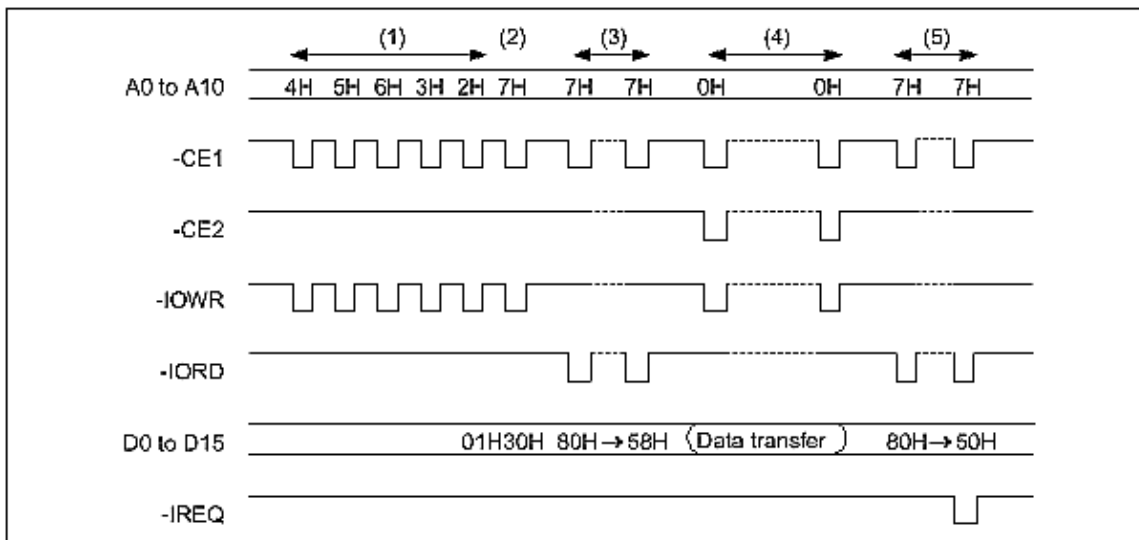 (1) (2) (3) (4) (5)
A0 to A10 4H 5H 6H 3H 2H 7H 7H 7H 0H 0H 7H 7H
-CE1
-CE2
-IOWR
-IORD
D0 to D15 01H30H 80H→58H (Data transfer) 80H→50H
-IREQ